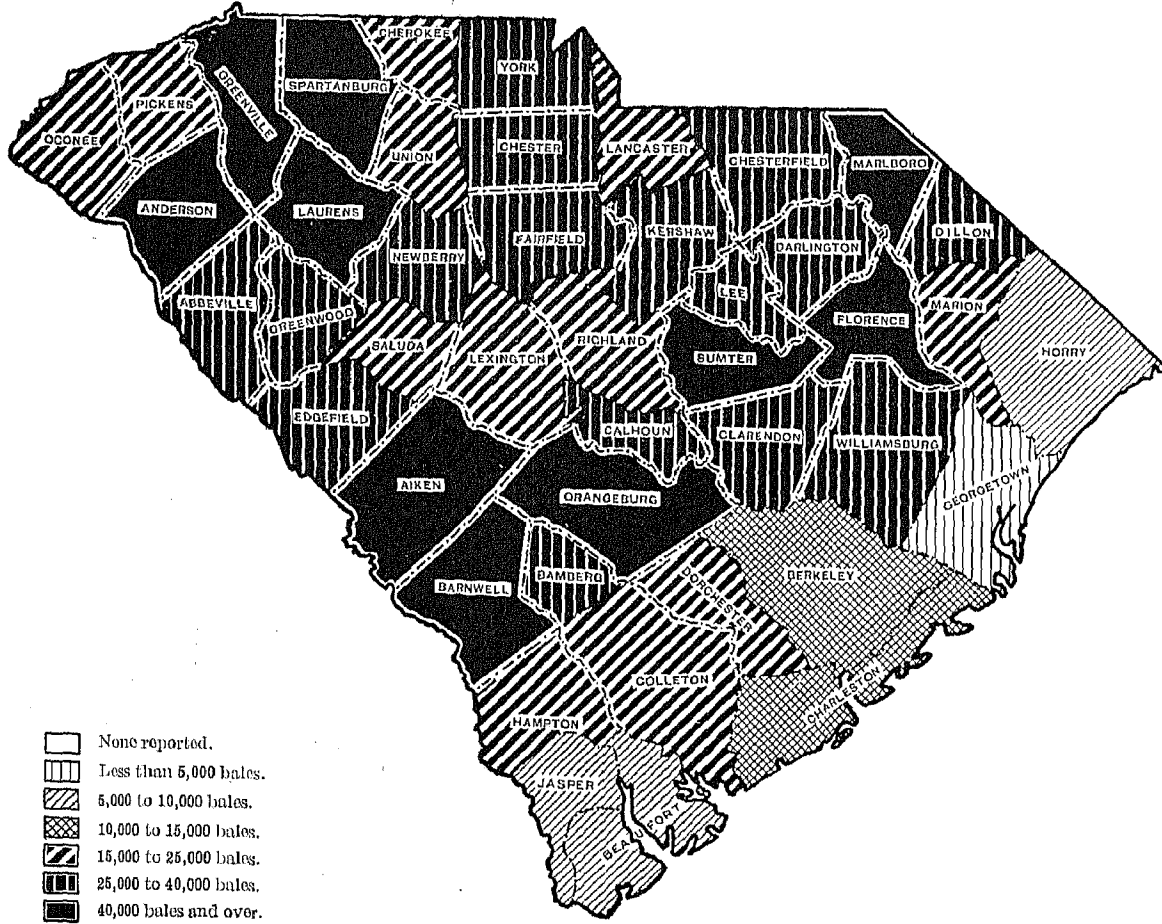 CHEROKEE
YORK
GREENVILLE
SPARTANBURG
PICKENS
OCONEE
UNION
CHESTER
LANCASTER
CHESTERFIELD
MARLBORO
ANDERSON
LAURENS
NEWBERRY
FAIRFIELD
KERSHAW
DARLINGTON
DILLON
ABBEVILLE
GREENWOOD
LEE
MARION
FLORENCE
SALUDA
LEXINGTON
RICHLAND
SUMTER
HORRY
EDGEFIELD
CALHOUN
CLARENDON
WILLIAMSBURG
AIKEN
ORANGEBURG
GEORGETOWN
BARNWELL
BAMBERG
DORCHESTER
BERKELEY
COLLETON
CHARLESTON
HAMPTON
JASPER
BEAUFORT
None reported.
Less than 5,000 bales.
5,000 to 10,000 bales.
10,000 to 15,000 bales.
15,000 to 25,000 bales.
25,000 to 40,000 bales.
40,000 bales and over.